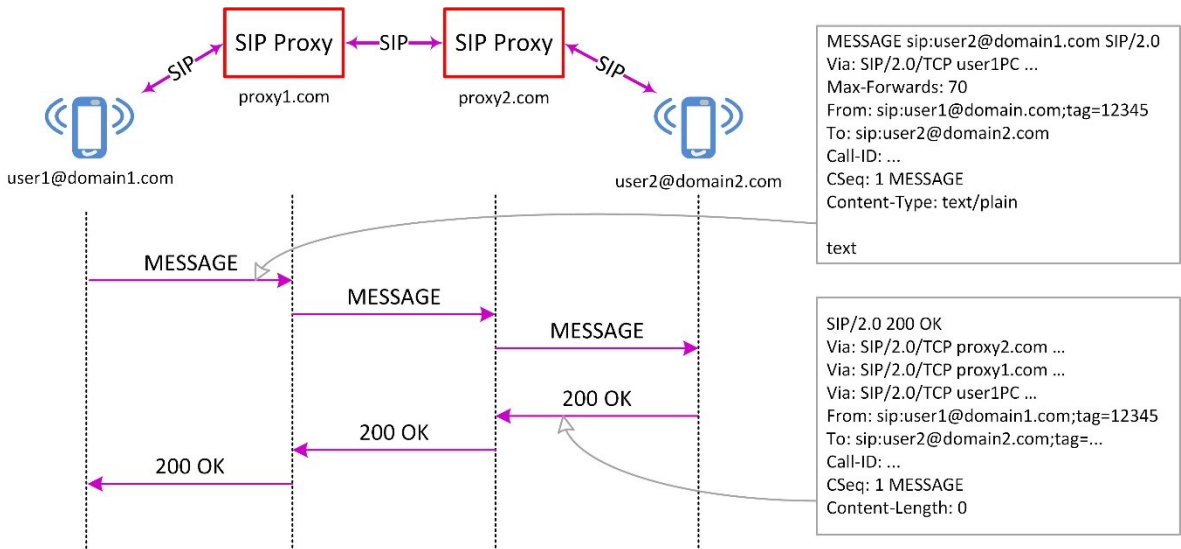 SIP Proxy
SIP
SIP Proxy
SIP
SIP
proxy1.com
proxy2.com
user1@domain1.com
user2@domain2.com
MESSAGE
MESSAGE
MESSAGE
200 OK
200 OK
200 OK
MESSAGE sip:user2@domain1.com SIP/2.0
Via: SIP/2.0/TCP user1PC ...
Max-Forwards: 70
From: sip:user1@domain.com;tag=12345
To: sip:user2@domain2.com
Call-ID: ...
CSeq: 1 MESSAGE
Content-Type: text/plain
text
SIP/2.0 200 OK
Via: SIP/2.0/TCP proxy2.com ...
Via: SIP/2.0/TCP proxy1.com ...
Via: SIP/2.0/TCP user1PC ...
From: sip:user1@domain1.com;tag=12345
To: sip:user2@domain2.com;tag=...
Call-ID: ...
CSeq: 1 MESSAGE
Content-Length: 0